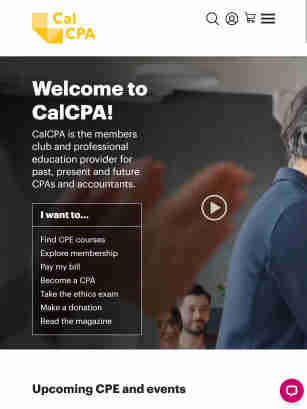 Cal
CPA
Welcome to
CalCPA!
CalCPA is the members
club and professional
education provider for
past, present and future
CPAs and accountants.
I want to...
Find CPE courses
Explore membership
Pay my bill
Become a CPA
Take the ethics exam
Make a donation
Read the magazine
Upcoming CPE and events